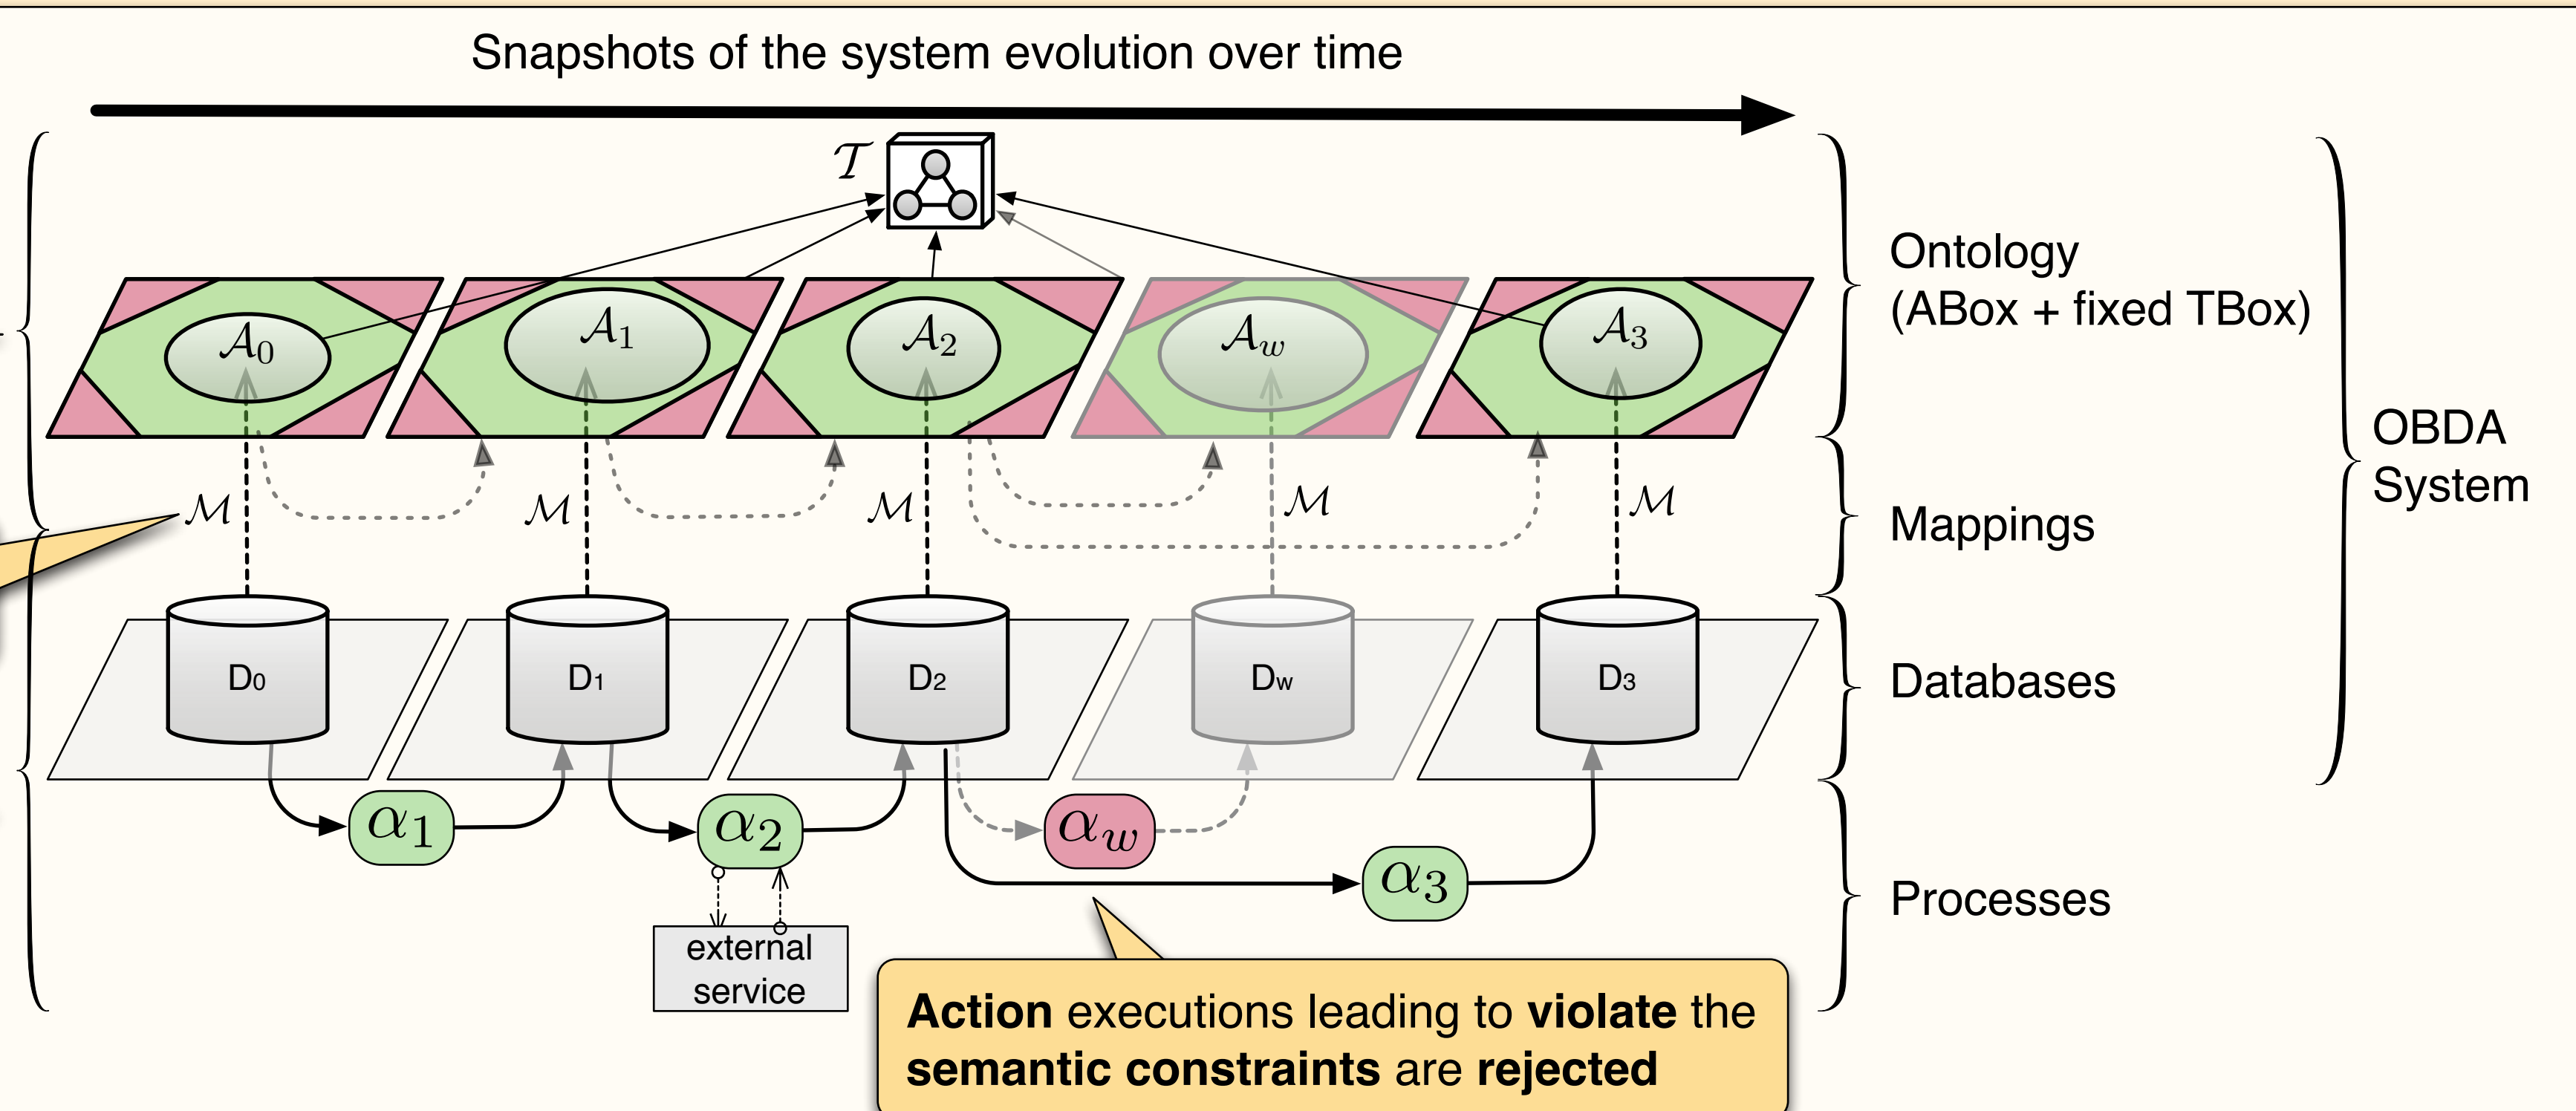 Snapshots of the system evolution over time
𝒯
𝒜₀
𝒜₁
𝒜₂
𝒜w
𝒜₃
Ontology
(ABox + fixed TBox)
ℳ
ℳ
ℳ
ℳ
ℳ
Mappings
OBDA
System
D₀
D₁
D₂
Dw
D₃
Databases
α₁
α₂
αw
α₃
Processes
external
service
Action executions leading to violate the
semantic constraints are rejected